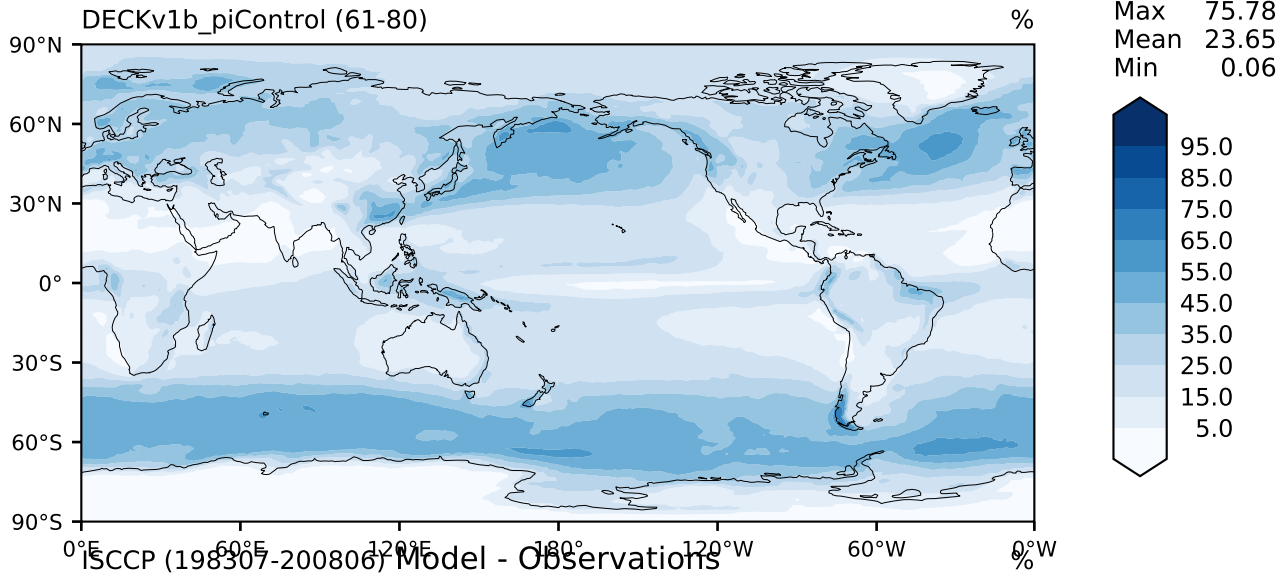 DECKv1b_piControl (61-80) %
Max 75.78
Mean 23.65
Min 0.06
90°N
60°N
30°N
0°
30°S
60°S
90°S
0°E 60°E 120°E 180° 120°W 60°W 0°W
ISCCP (198307-200806) Model - Observations %
95.0
85.0
75.0
65.0
55.0
45.0
35.0
25.0
15.0
5.0